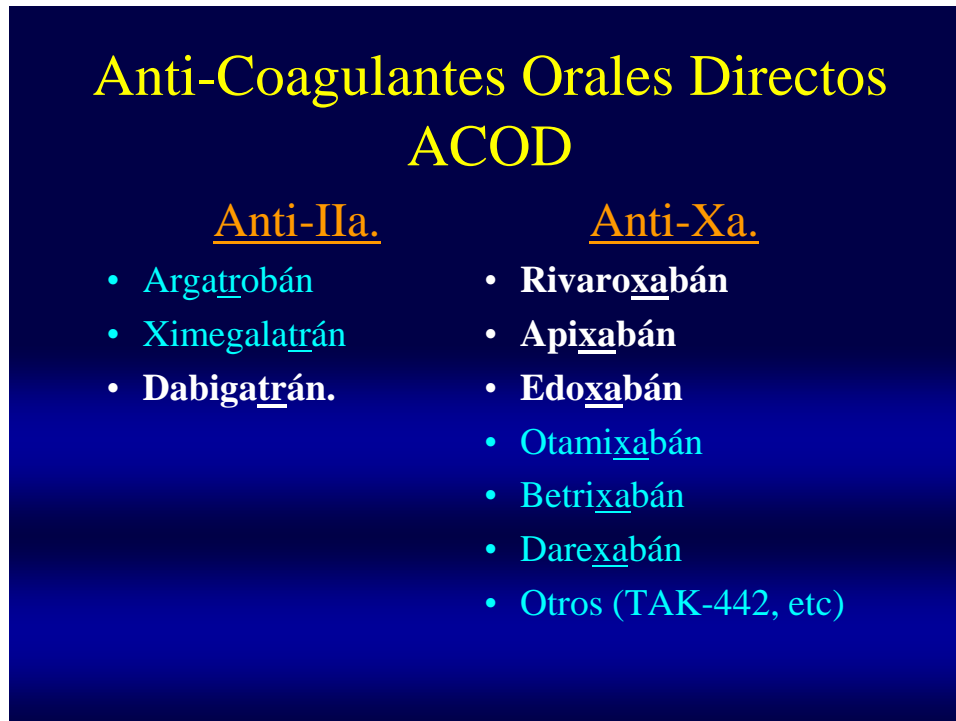 Anti-Coagulantes Orales Directos
ACOD
Anti-IIa.
• Argatrobán
• Ximegalatrán
• Dabigatrán.
Anti-Xa.
• Rivaroxabán
• Apixabán
• Edoxabán
• Otamixabán
• Betrixabán
• Darexabán
• Otros (TAK-442, etc)